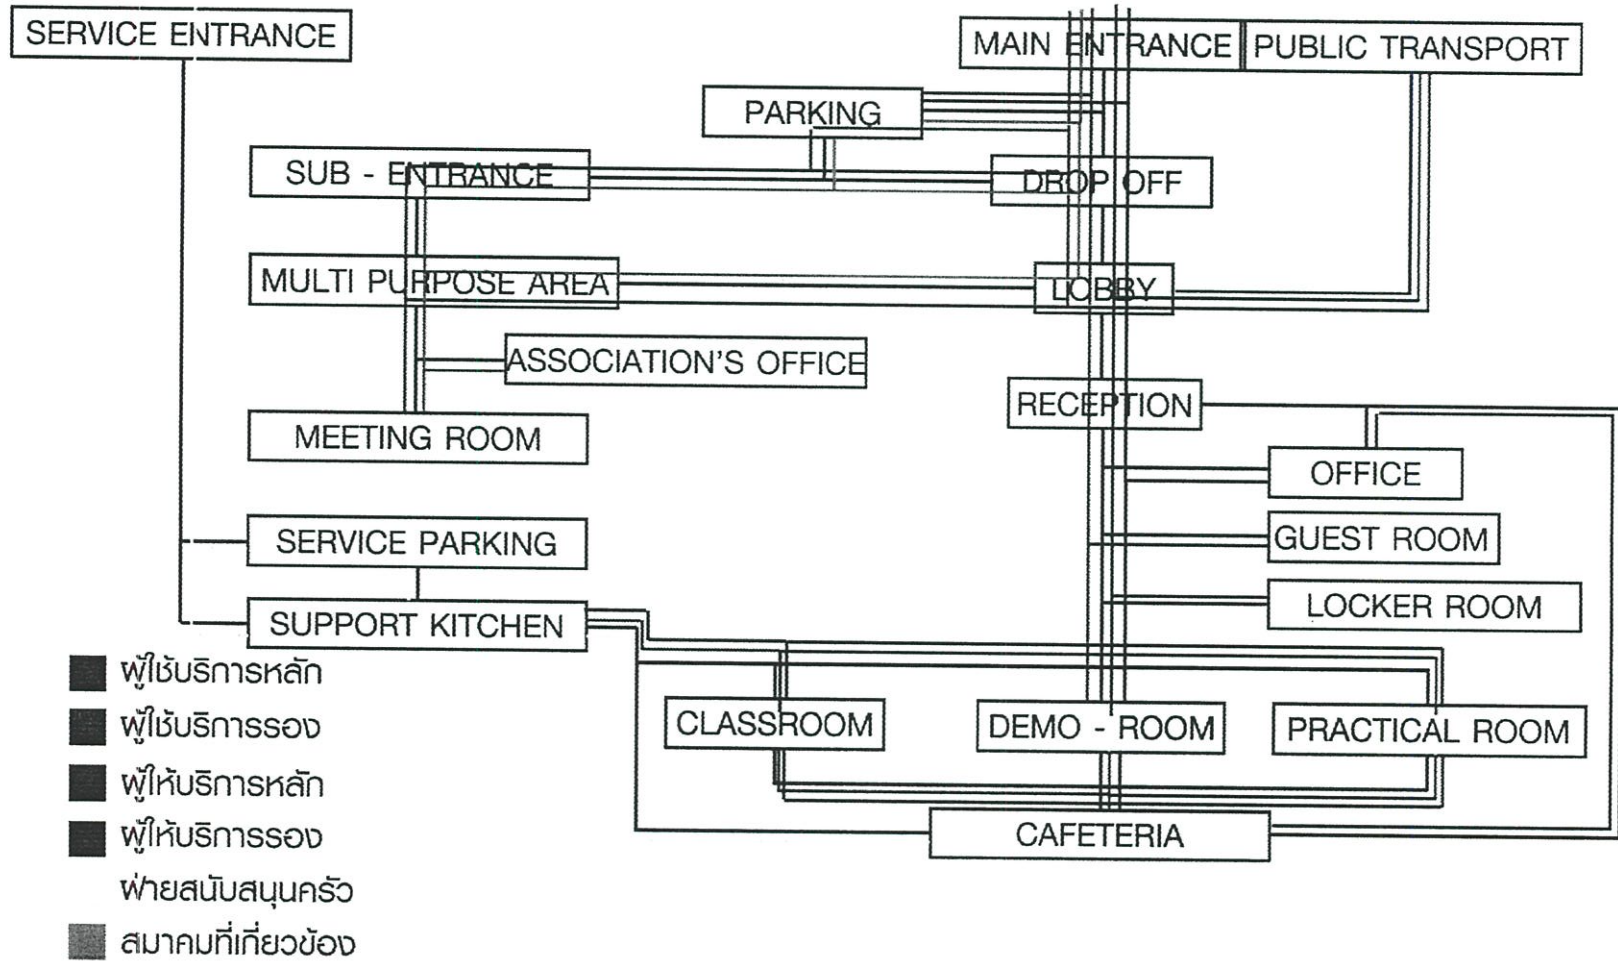 SERVICE ENTRANCE
MAIN ENTRANCE
PUBLIC TRANSPORT
PARKING
SUB - ENTRANCE
DROP OFF
MULTI PURPOSE AREA
LOBBY
ASSOCIATION'S OFFICE
RECEPTION
MEETING ROOM
OFFICE
SERVICE PARKING
GUEST ROOM
SUPPORT KITCHEN
LOCKER ROOM
CLASSROOM
DEMO - ROOM
PRACTICAL ROOM
CAFETERIA
ผู้ใช้บริการหลัก
ผู้ใช้บริการรอง
ผู้ให้บริการหลัก
ผู้ให้บริการรอง
ฝ่ายสนับสนุนครัว
สมาคมที่เกี่ยวข้อง